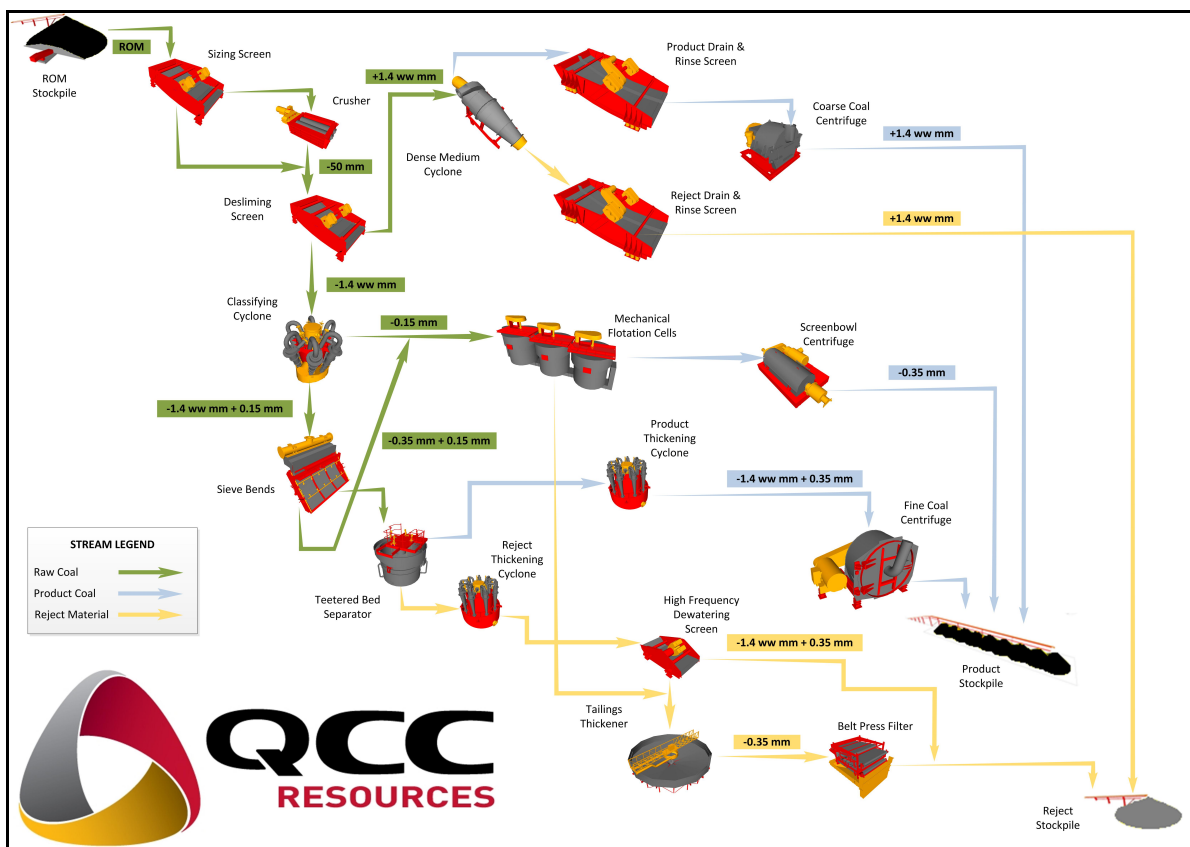 ROM
Sizing Screen
ROM
Stockpile
Crusher
-50 mm
Desliming
Screen
+1.4 ww mm
Dense Medium
Cyclone
Product Drain &
Rinse Screen
Coarse Coal
Centrifuge
+1.4 ww mm
Reject Drain &
Rinse Screen
+1.4 ww mm
-1.4 ww mm
Classifying
Cyclone
-0.15 mm
Mechanical
Flotation Cells
Screenbowl
Centrifuge
-0.35 mm
-1.4 ww mm + 0.15 mm
-0.35 mm + 0.15 mm
Sieve Bends
Product
Thickening
Cyclone
-1.4 ww mm + 0.35 mm
Fine Coal
Centrifuge
STREAM LEGEND
Raw Coal
Product Coal
Reject Material
Teetered Bed
Separator
Reject
Thickening
Cyclone
High Frequency
Dewatering
Screen
-1.4 ww mm + 0.35 mm
Product
Stockpile
Tailings
Thickener
-0.35 mm
Belt Press Filter
Reject
Stockpile
QCC
RESOURCES